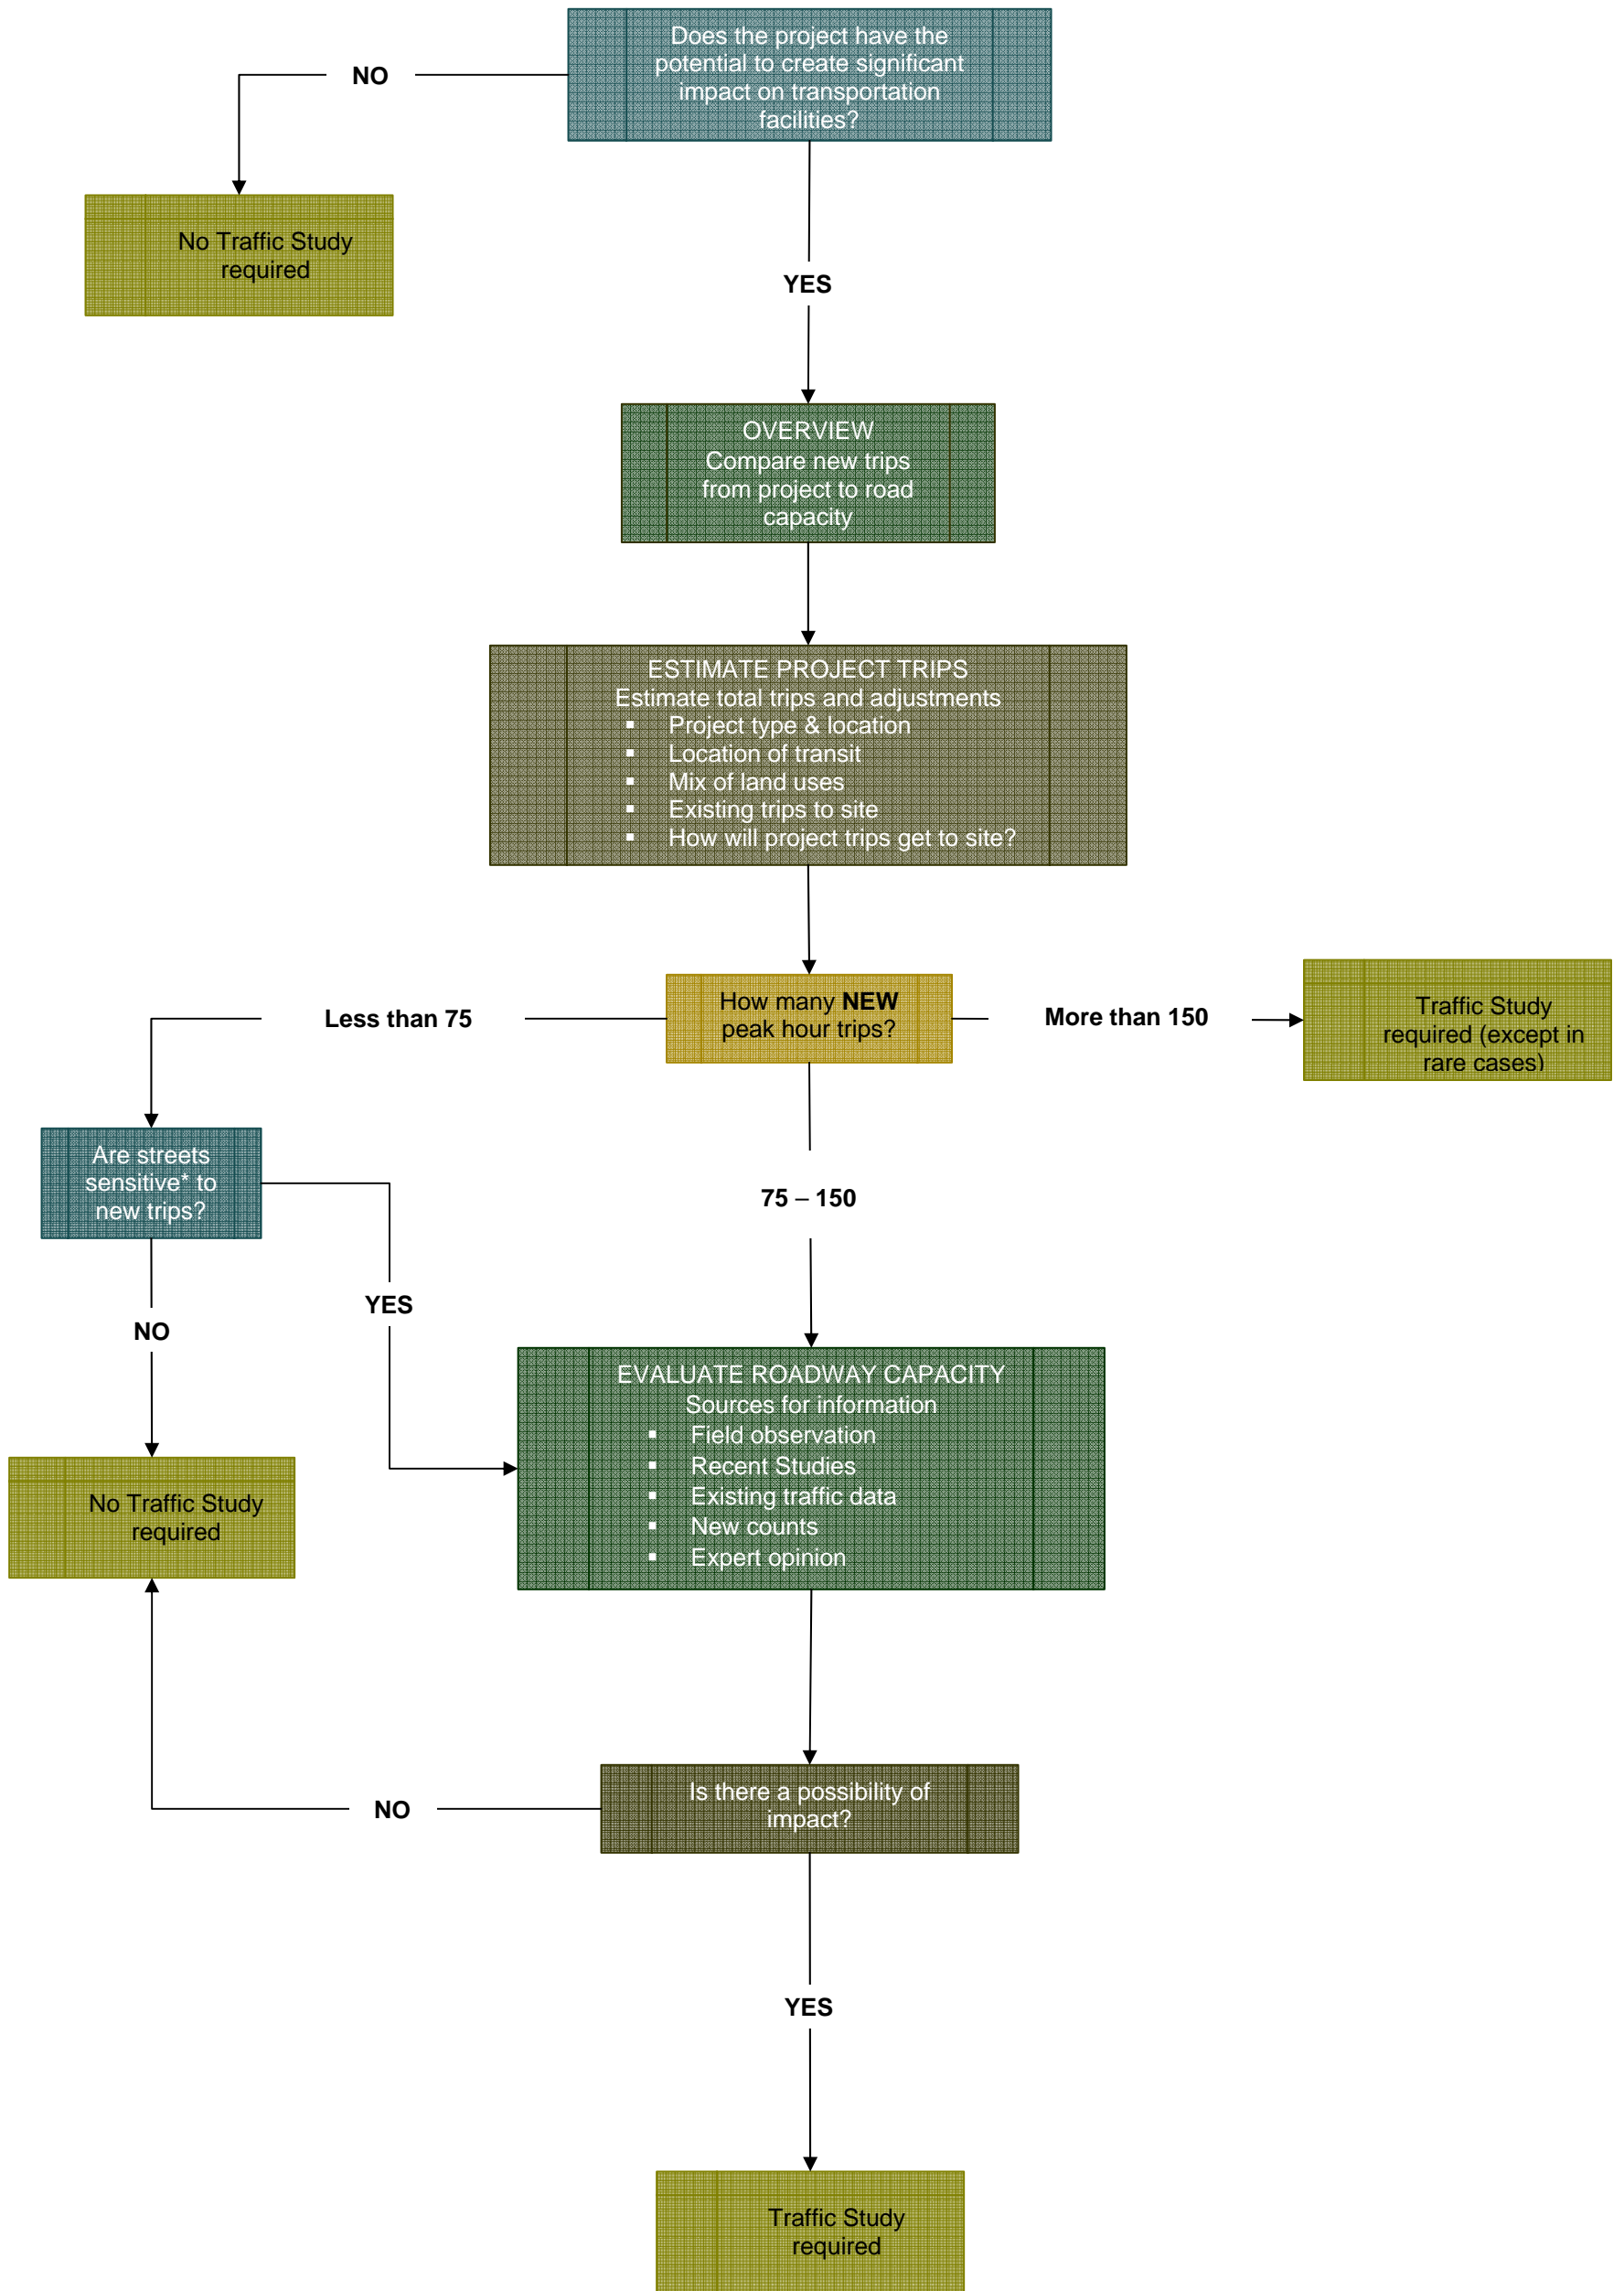 Does the project have the
potential to create significant
impact on transportation
facilities?
NO
No Traffic Study
required
YES
OVERVIEW
Compare new trips
from project to road
capacity
ESTIMATE PROJECT TRIPS
Estimate total trips and adjustments
▪ Project type & location
▪ Location of transit
▪ Mix of land uses
▪ Existing trips to site
▪ How will project trips get to site?
How many NEW
peak hour trips?
Less than 75
More than 150
Traffic Study
required (except in
rare cases)
Are streets
sensitive* to
new trips?
75 – 150
YES
NO
EVALUATE ROADWAY CAPACITY
Sources for information
▪ Field observation
▪ Recent Studies
▪ Existing traffic data
▪ New counts
▪ Expert opinion
No Traffic Study
required
Is there a possibility of
impact?
NO
YES
Traffic Study
required